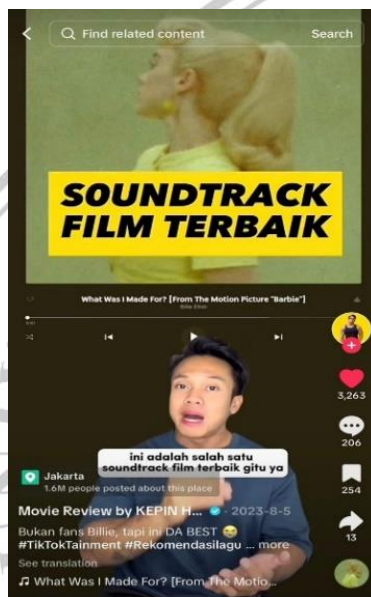 Find related content Search
SOUNDTRACK
FILM TERBAIK
What Was I Made For? [From The Motion Picture "Barbie"]
Billie Eilish
ini adalah salah satu
soundtrack film terbaik gitu ya
3,263
206
254
13
Jakarta
1.6M people posted about this place
Movie Review by KEPIN H... · 2023-8-5
Bukan fans Billie, tapi ini DA BEST 😭
#TikTokTainment #Rekomendasilagu ... more
See translation
What Was I Made For? [From The Motio...